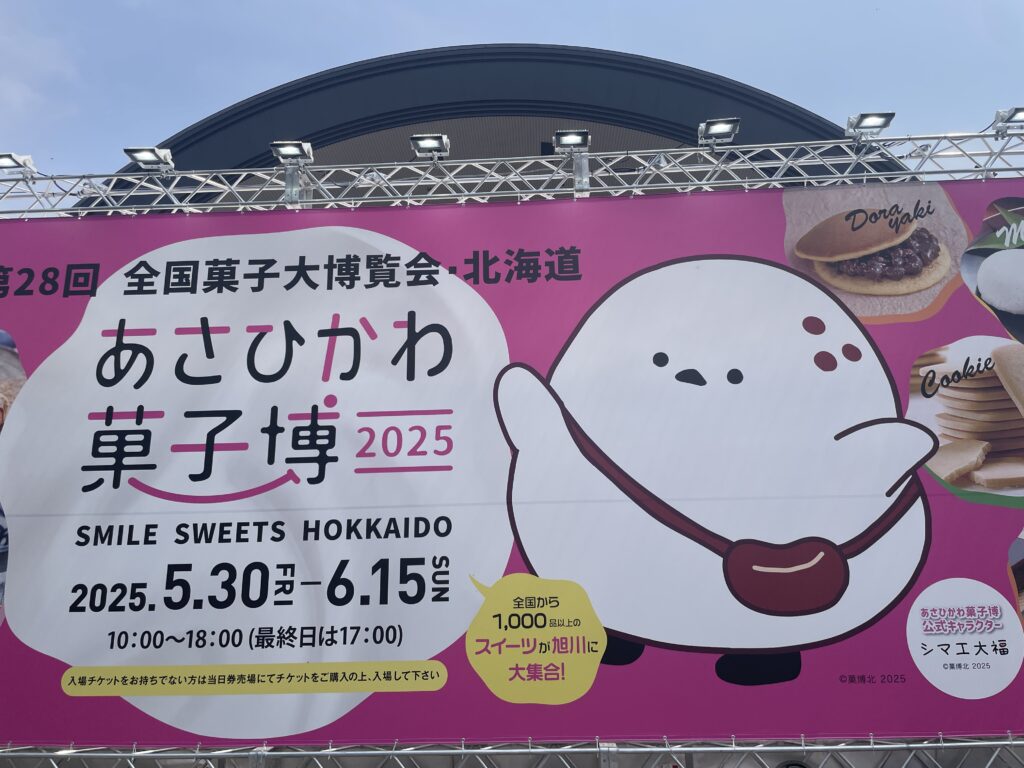 第28回 全国菓子大博覧会・北海道
あさひかわ
菓子博 2025
SMILE SWEETS HOKKAIDO
2025.5.30 FRI – 6.15 SUN
10:00～18:00 (最終日は17:00)
入場チケットをお持ちでない方は当日券売場にてチケットをご購入の上、入場して下さい
全国から
1,000品以上の
スイーツが旭川に
大集合!
Dora
yaki
Cookie
あさひかわ菓子博
公式キャラクター
シマエ大福
©菓博北 2025
©菓博北 2025